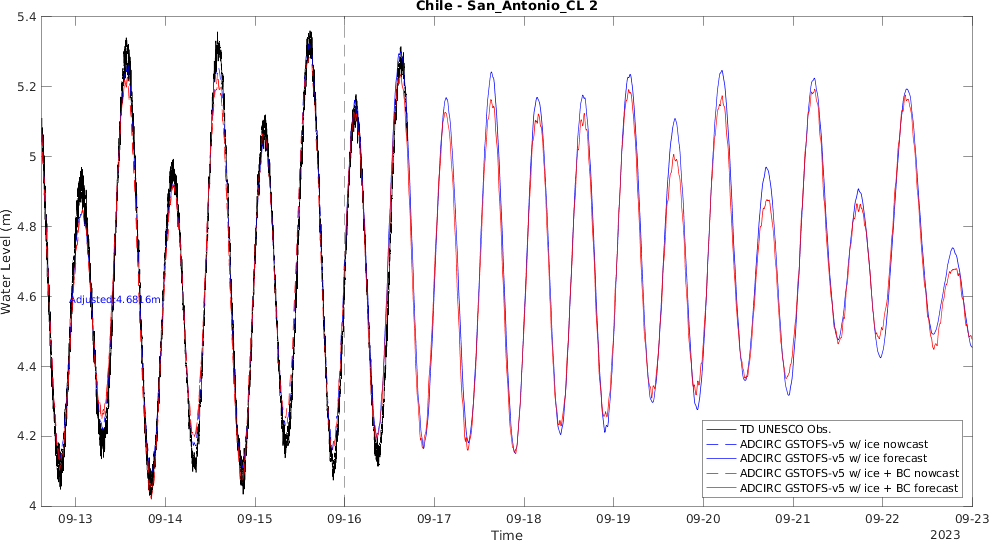 Chile - San_Antonio_CL 2
5.4
5.2
5
4.8
4.6
4.4
4.2
4
Water Level (m)
Adjusted:4.6816m
TD UNESCO Obs.
ADCIRC GSTOFS-v5 w/ ice nowcast
ADCIRC GSTOFS-v5 w/ ice forecast
ADCIRC GSTOFS-v5 w/ ice + BC nowcast
ADCIRC GSTOFS-v5 w/ ice + BC forecast
09-13 09-14 09-15 09-16 09-17 09-18 09-19 09-20 09-21 09-22 09-23
Time
2023